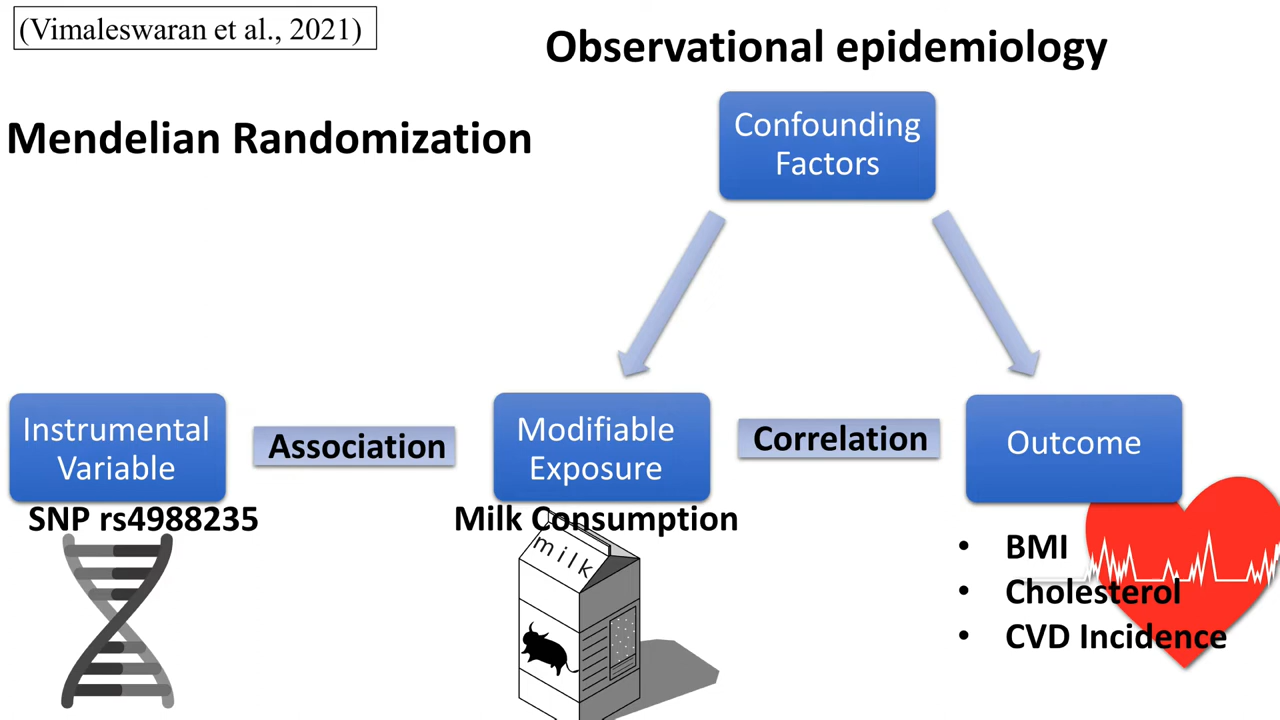 (Vimaleswaran et al., 2021)
Observational epidemiology
Mendelian Randomization
Confounding
Factors
Instrumental
Variable
Association
Modifiable
Exposure
Correlation
Outcome
SNP rs4988235
Milk Consumption
milk
• BMI
• Cholesterol
• CVD Incidence